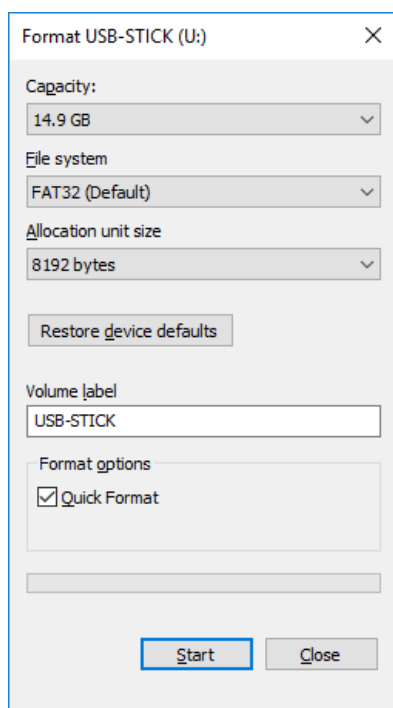 Format USB-STICK (U:)
Capacity:
14.9 GB
File system
FAT32 (Default)
Allocation unit size
8192 bytes
Restore device defaults
Volume label
USB-STICK
Format options
Quick Format
Start
Close